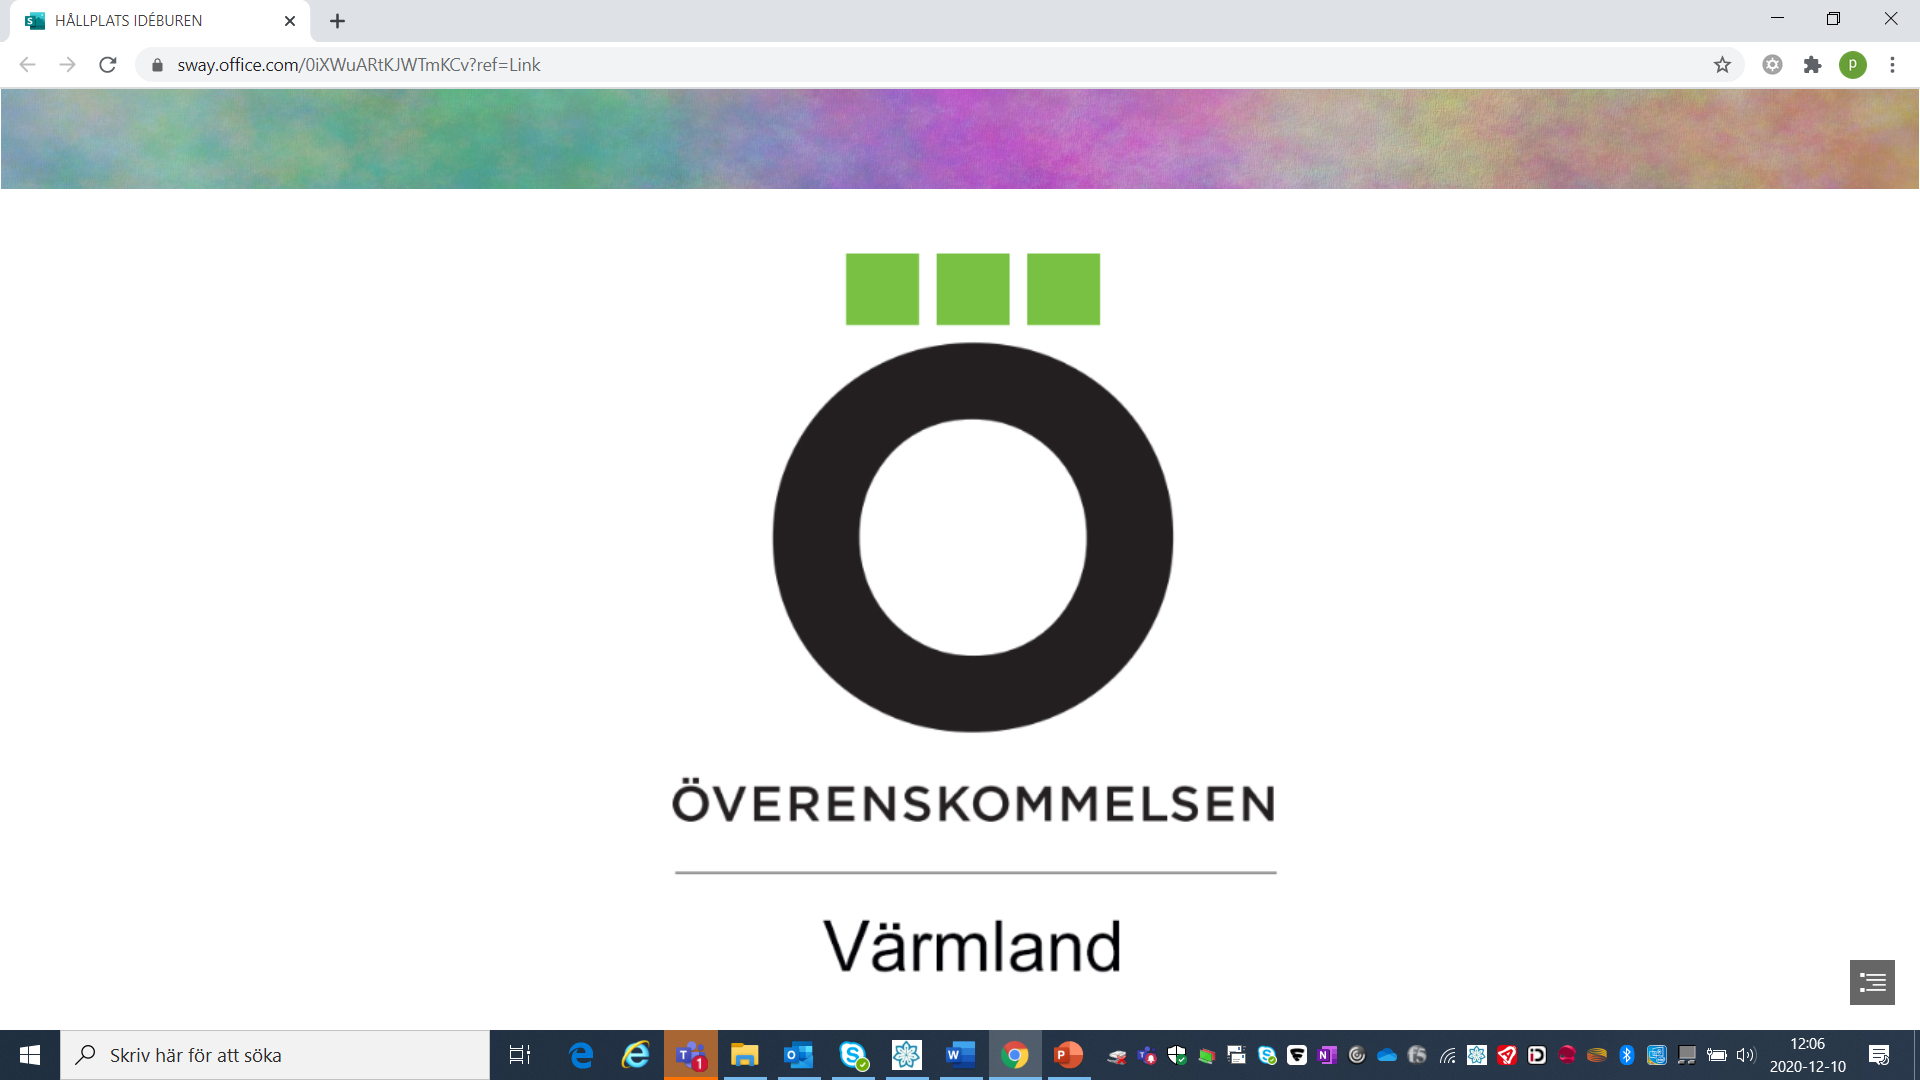 HÅLLPLATS IDÉBUREN
sway.office.com/0iXWuARtKJWTmKCv?ref=Link
p
Ö
ÖVERENSKOMMELSEN
Värmland
Skriv här för att söka
1
12:06
2020-12-10